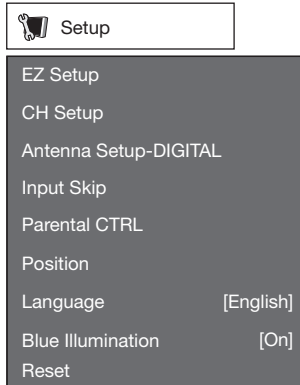 Setup
EZ Setup
CH Setup
Antenna Setup-DIGITAL
Input Skip
Parental CTRL
Position
Language [English]
Blue Illumination [On]
Reset